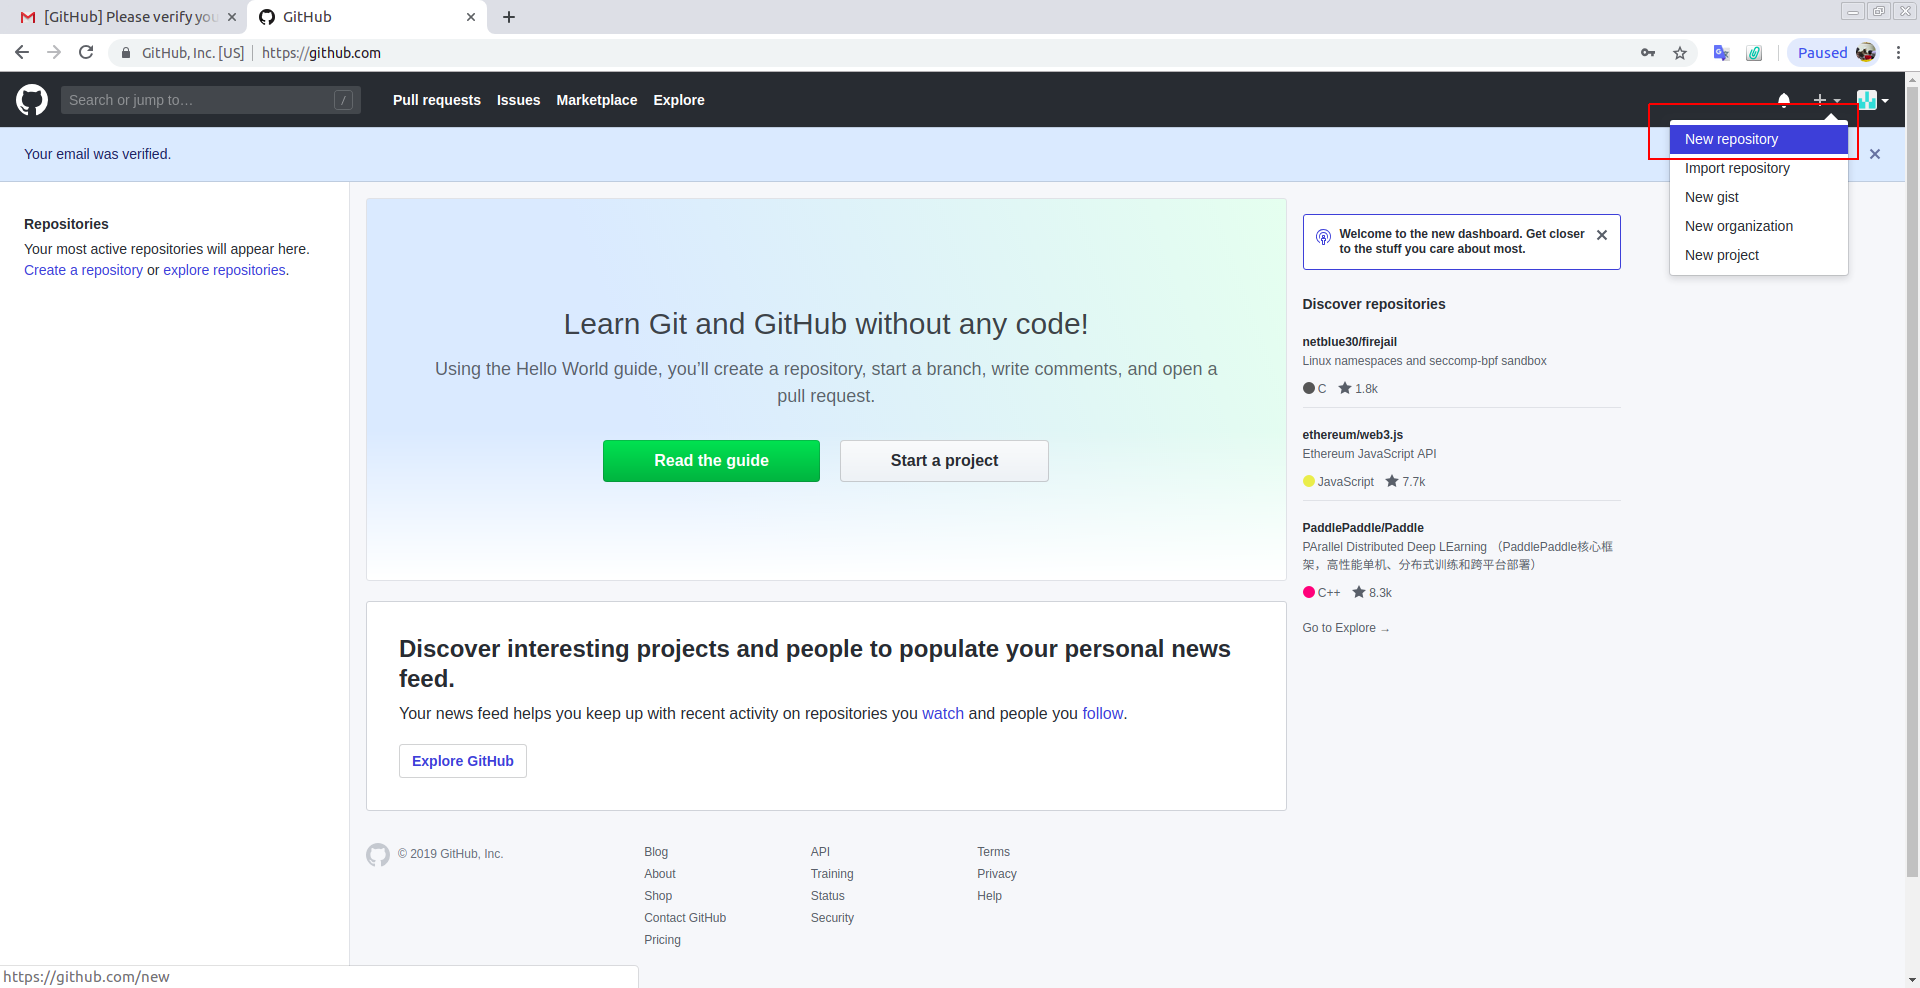 [GitHub] Please verify you
GitHub
GitHub, Inc. [US]
https://github.com
Paused
Search or jump to…
/
Pull requests
Issues
Marketplace
Explore
Your email was verified.
New repository
Import repository
New gist
New organization
New project
Repositories
Your most active repositories will appear here.
Create a repository or explore repositories.
Learn Git and GitHub without any code!
Using the Hello World guide, you’ll create a repository, start a branch, write comments, and open a
pull request.
Read the guide
Start a project
Discover interesting projects and people to populate your personal news
feed.
Your news feed helps you keep up with recent activity on repositories you watch and people you follow.
Explore GitHub
Welcome to the new dashboard. Get closer
to the stuff you care about most.
Discover repositories
netblue30/firejail
Linux namespaces and seccomp-bpf sandbox
C 1.8k
ethereum/web3.js
Ethereum JavaScript API
JavaScript 7.7k
PaddlePaddle/Paddle
PArallel Distributed Deep LEarning （PaddlePaddle核心框
架，高性能单机、分布式训练和跨平台部署）
C++ 8.3k
Go to Explore →
© 2019 GitHub, Inc.
Blog
About
Shop
Contact GitHub
Pricing
API
Training
Status
Security
Terms
Privacy
Help
https://github.com/new